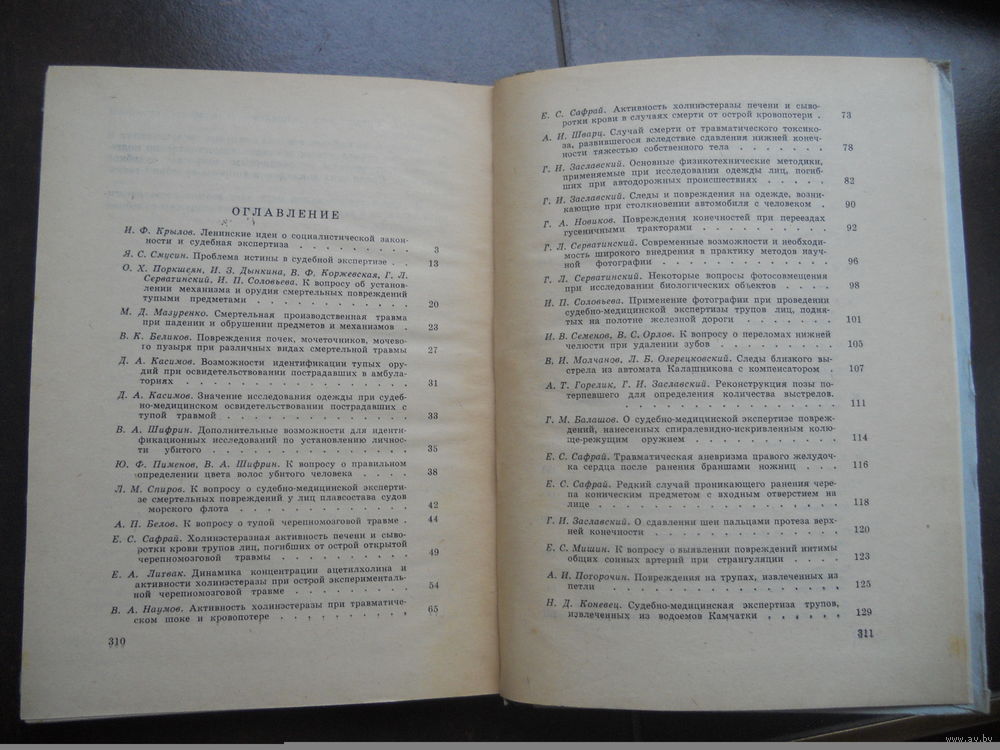 ОГЛАВЛЕНИЕ
И. Ф. Крылов. Ленинские идеи о социалистической закон-
ности и судебная экспертиза . . . . . . . . 3
Я. С. Смусин. Проблема истины в судебной экспертизе . . 13
О. Х. Поркшеян, И. З. Дынкина, В. Ф. Коржевская, Г. Л.
Серватинский, И. П. Соловьева. К вопросу об установ-
лении механизма и орудия смертельных повреждений
тупыми предметами . . . . . . . . . . 20
М. Д. Мазуренко. Смертельная производственная травма
при падении и обрушении предметов и механизмов . 23
В. К. Беликов. Повреждения почек, мочеточников, мочево-
го пузыря при различных видах смертельной травмы 27
Д. А. Касимов. Возможности идентификации тупых ору-
дий при освидетельствовании пострадавших в амбула-
ториях . . . . . . . . . . . . . 31
Д. А. Касимов. Значение исследования одежды при судеб-
но-медицинском освидетельствовании пострадавших с
тупой травмой . . . . . . . . . . . 33
В. А. Шифрин. Дополнительные возможности для иденти-
фикационных исследований по установлению личнос-
ти убитого . . . . . . . . . . . . 35
Ю. Ф. Пименов, В. А. Шифрин. К вопросу о правильном
определении цвета волос убитого человека . . . . 38
Л. М. Спиров. К вопросу о судебно-медицинской эксперти-
зе смертельных повреждений у лиц плавсостава судов
морского флота . . . . . . . . . . . 42
А. П. Белов. К вопросу о тупой черепномозговой травме . 44
Е. С. Сафрай. Холинэстеразная активность печени и сыво-
ротки крови трупов лиц, погибших от острой открытой
черепномозговой травмы . . . . . . . . 49
Е. А. Литвак. Динамика концентрации ацетилхолина и
активности холинэстеразы при острой эксперименталь-
ной черепномозговой травме . . . . . . . . 54
В. А. Наумов. Активность холинэстеразы при травматиче-
ском шоке и кровопотере . . . . . . . . . 65
310
Е. С. Сафрай. Активность холинэстеразы печени и сыво-
ротки крови в случаях смерти от острой кровопотери . 73
А. И. Шварц. Случай смерти от травматического токсико-
за, развившегося вследствие сдавления нижней конеч-
ности тяжестью собственного тела . . . . . . . 78
Г. И. Заславский. Основные физикотехнические методики,
применяемые при исследовании одежды лиц, погиб-
ших при автодорожных происшествиях . . . . . 82
Г. И. Заславский. Следы и повреждения на одежде, возни-
кающие при столкновении автомобиля с человеком . 90
Г. А. Новиков. Повреждения конечностей при переездах
гусеничными тракторами . . . . . . . . . 92
Г. Л. Серватинский. Современные возможности и необходи-
мость широкого внедрения в практику методов науч-
ной фотографии . . . . . . . . . . . 96
Г. Л. Серватинский. Некоторые вопросы фотосовмещения
при исследовании биологических объектов . . . . 98
И. П. Соловьева. Применение фотографии при проведении
судебно-медицинской экспертизы трупов лиц, подня-
тых на полотне железной дороги . . . . . . . 101
И. В. Семенов, В. С. Орлов. К вопросу о переломах нижней
челюсти при удалении зубов . . . . . . . . 105
В. И. Молчанов, Л. Б. Озерецковский. Следы близкого вы-
стрела из автомата Калашникова с компенсатором . 107
А. Т. Горелик, Г. И. Заславский. Реконструкция позы по-
терпевшего для определения количества выстрелов.
. . . . . . . . . . . . . . . 111
Г. М. Балашов. О судебно-медицинской экспертизе повреж-
дений, нанесенных спиралевидно-искривленным колю-
ще-режущим оружием . . . . . . . . . 114
Е. С. Сафрай. Травматическая аневризма правого желудоч-
ка сердца после ранения браншами ножниц . . . 116
Е. С. Сафрай. Редкий случай проникающего ранения чере-
па коническим предметом с входным отверстием на
лице . . . . . . . . . . . . . . 118
Г. И. Заславский. О сдавлении шеи пальцами протеза верх-
ней конечности . . . . . . . . . . . 120
Е. С. Мишин. К вопросу о выявлении повреждений интимы
общих сонных артерий при странгуляции . . . . 123
А. И. Поторочин. Повреждения на трупах, извлеченных из
петли . . . . . . . . . . . . . . 125
Н. Д. Коневец. Судебно-медицинская экспертиза трупов,
извлеченных из водоемов Камчатки . . . . . . 129
311
www.av.by